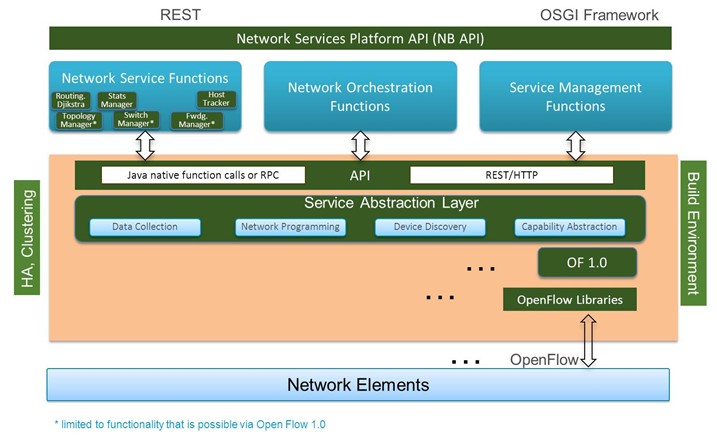 REST
OSGI Framework
Network Services Platform API (NB API)
Network Service Functions
Routing.
Djikstra
Stats
Manager
Host
Tracker
Topology
Manager*
Switch
Manager*
Fwdg.
Manager*
Network Orchestration
Functions
Service Management
Functions
HA, Clustering
Java native function calls or RPC
API
REST/HTTP
Service Abstraction Layer
Data Collection
Network Programming
Device Discovery
Capability Abstraction
Build Environment
... OF 1.0
... OpenFlow Libraries
... OpenFlow
Network Elements
* limited to functionality that is possible via Open Flow 1.0